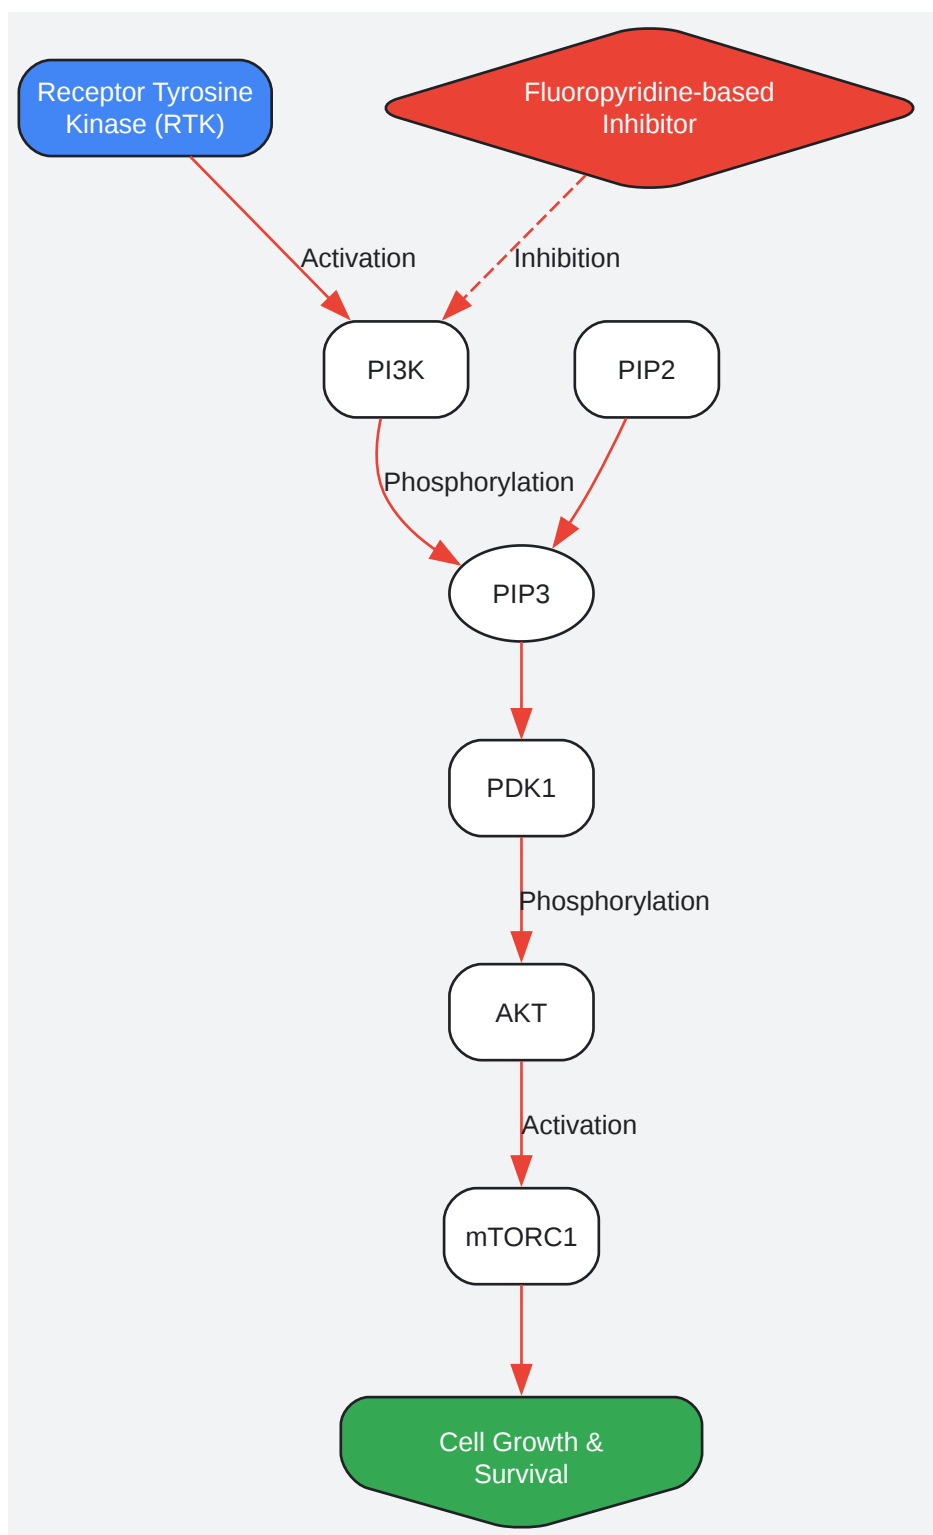 Receptor Tyrosine
Kinase (RTK)
Fluoropyridine-based
Inhibitor
Activation
Inhibition
PI3K
PIP2
Phosphorylation
PIP3
PDK1
Phosphorylation
AKT
Activation
mTORC1
Cell Growth &
Survival